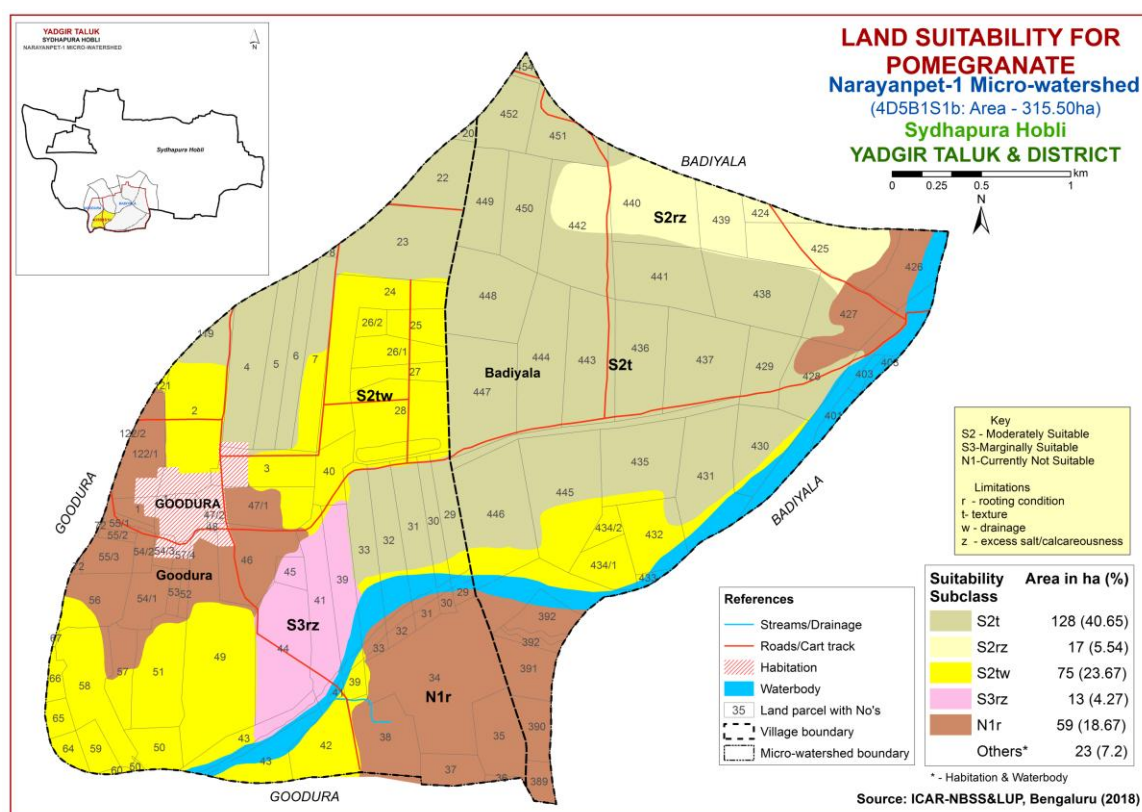 YADGIR TALUK
SYDHAPURA HOBLI
NARAYANPET-1 MICRO-WATERSHED
N
Sydhapura Hobli
LAND SUITABILITY FOR
POMEGRANATE
Narayanpet-1 Micro-watershed
(4D5B1S1b: Area - 315.50ha)
Sydhapura Hobli
YADGIR TALUK & DISTRICT
km
0 0.25 0.5 1
N
454
452
451
20
BADIYALA
22
449
450
440
S2rz
439
424
442
425
23
441
426
448
438
24
427
26/2
25
119
4
5
6
7
26/1
444
443
436
437
429
Badiyala
S2t
27
428
403
121
2
S2tw
447
28
401
122/2
122/1
430
3
40
435
431
GOODURA
GOODURA
47/1
445
1
47/2
48
446
BADIYALA
55/1
55/2
31
30
29
434/2
432
54/2
54/3
57/4
46
33
32
55/3
Goodura
45
39
434/1
433
72
53
52
56
54/1
41
31
30
29
392
S3rz
32
49
33
392
67
44
57
51
391
34
66
58
39
N1r
65
41
390
64
59
50
43
42
38
35
60
50
43
37
36
389
GOODURA
Key
S2 - Moderately Suitable
S3-Marginally Suitable
N1-Currently Not Suitable
Limitations
r - rooting condition
t- texture
w - drainage
z - excess salt/calcareousness
References
Streams/Drainage
Roads/Cart track
Habitation
Waterbody
35 Land parcel with No's
Village boundary
Micro-watershed boundary
Suitability Subclass Area in ha (%)
S2t 128 (40.65)
S2rz 17 (5.54)
S2tw 75 (23.67)
S3rz 13 (4.27)
N1r 59 (18.67)
Others* 23 (7.2)
* - Habitation & Waterbody
Source: ICAR-NBSS&LUP, Bengaluru (2018)